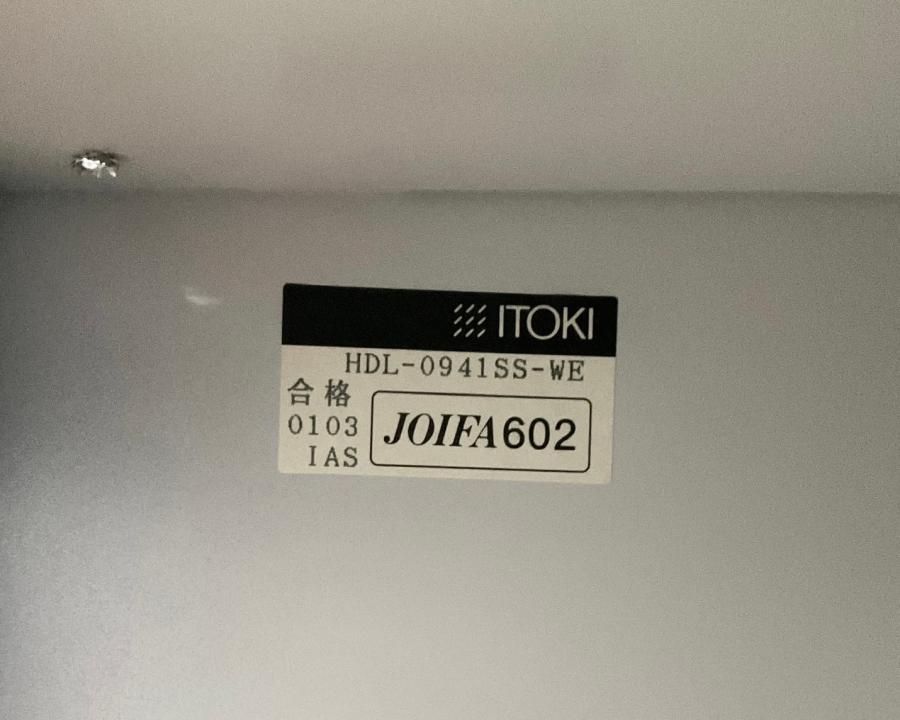 ITOKI
HDL-0941SS-WE
合格
0103
IAS
JOIFA602